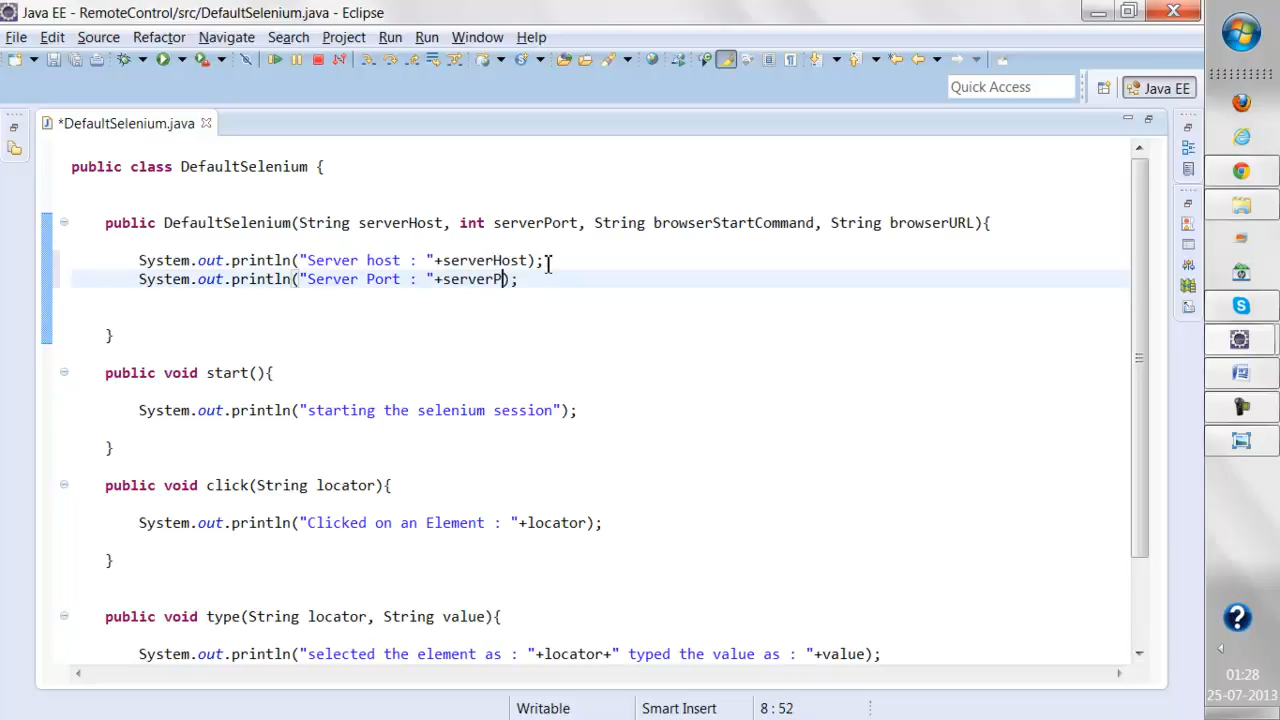 Java EE - RemoteControl/src/DefaultSelenium.java - Eclipse
File Edit Source Refactor Navigate Search Project Run Run Window Help
Quick Access
Java EE
*DefaultSelenium.java
public class DefaultSelenium {
public DefaultSelenium(String serverHost, int serverPort, String browserStartCommand, String browserURL){
System.out.println("Server host : "+serverHost);
System.out.println("Server Port : "+serverP);
}
public void start(){
System.out.println("starting the selenium session");
}
public void click(String locator){
System.out.println("Clicked on an Element : "+locator);
}
public void type(String locator, String value){
System.out.println("selected the element as : "+locator+" typed the value as : "+value);
Writable
Smart Insert
8 : 52
01:28
25-07-2013